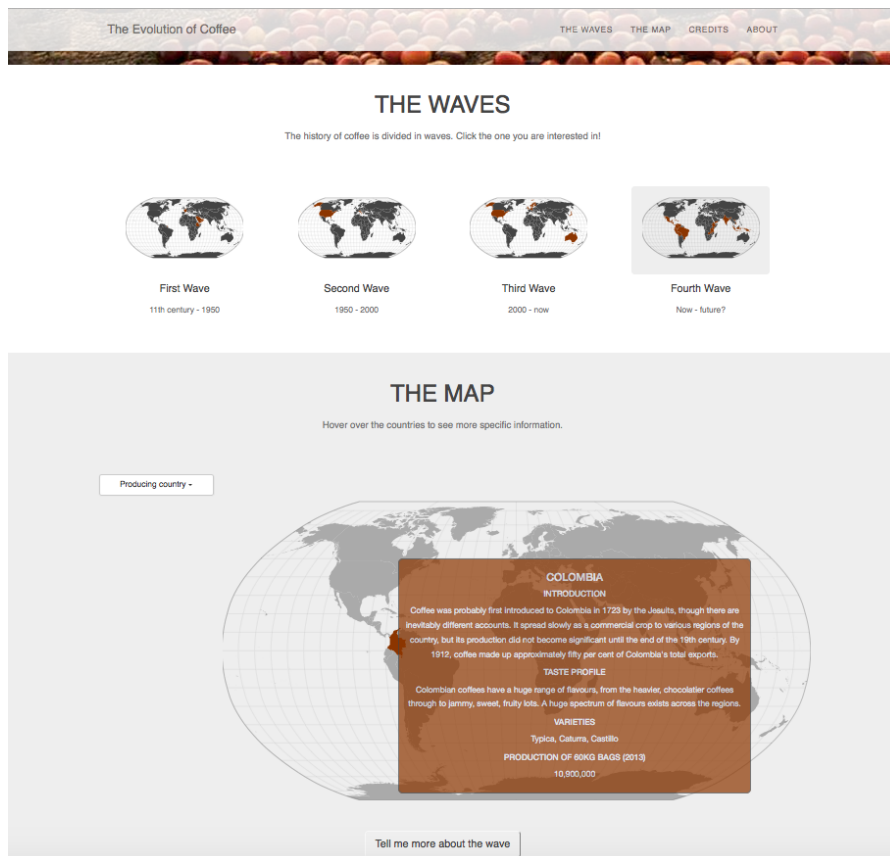 The Evolution of Coffee
THE WAVES THE MAP CREDITS ABOUT
THE WAVES
The history of coffee is divided in waves. Click the one you are interested in!
First Wave
11th century - 1950
Second Wave
1950 - 2000
Third Wave
2000 - now
Fourth Wave
Now - future?
THE MAP
Hover over the countries to see more specific information.
Producing country
COLOMBIA
INTRODUCTION
Coffee was probably first introduced to Colombia in 1723 by the Jesuits, though there are
inevitably different accounts. It spread slowly as a commercial crop to various regions of the
country, but its production did not become significant until the end of the 19th century. By
1912, coffee made up approximately fifty per cent of Colombia's total exports.
TASTE PROFILE
Colombian coffees have a huge range of flavours, from the heavier, chocolatier coffees
through to jammy, sweet, fruity lots. A huge spectrum of flavours exists across the regions.
VARIETIES
Typica, Caturra, Castillo
PRODUCTION OF 60KG BAGS (2013)
10,900,000
Tell me more about the wave